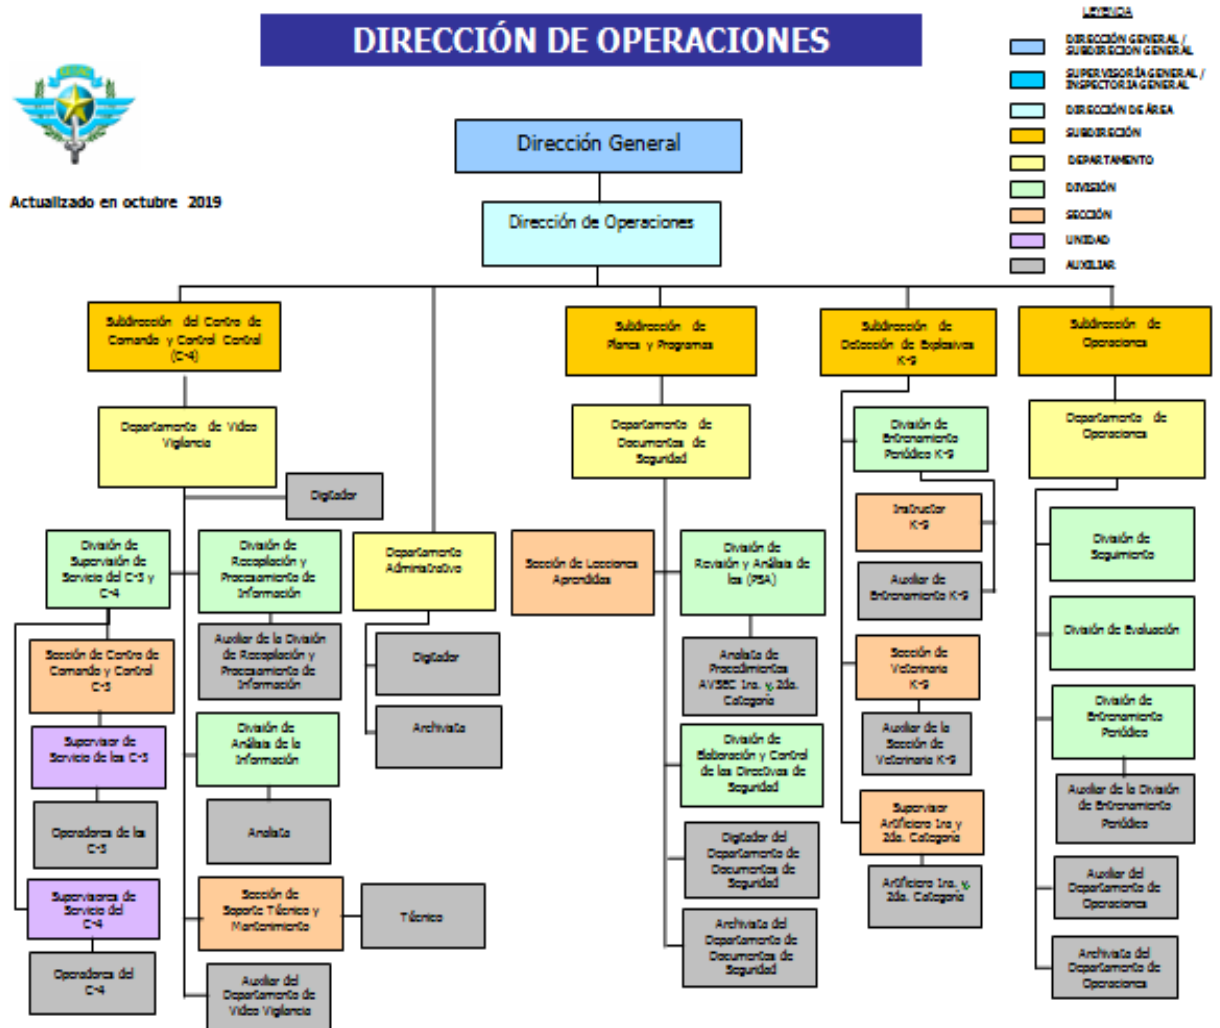 DIRECCIÓN DE OPERACIONES
LEYENDA
DIRECCIÓN GENERAL /
SUBDIRECION GENERAL
SUPERVISORÍA GENERAL /
INSPECTORIA GENERAL
DIRECCIÓN DE ÁREA
SUBDIRECIÓN
DEPARTAMENTO
DIVISIÓN
SECCIÓN
UNIDAD
AUXILIAR
Actualizado en octubre 2019
Dirección General
Dirección de Operaciones
Subdirección del Centro de
Comando y Control Central
(C-4)
Subdirección de
Planes y Programas
Subdirección de
Detección de Explosivos
K-9
Subdirección de
Operaciones
Departamento de Video
Vigilancia
Digitador
División de
Supervisión de
Servicio del C-3 y
C-4
División de
Recopilación y
Procesamiento de
Información
Sección de Centro de
Comando y Control
C-3
Auxiliar de la División
de Recopilación y
Procesamiento de
Información
Supervisor de
Servicio de los C-3
División de
Análisis de la
Información
Operadores de los
C-3
Analista
Supervisores de
Servicio del
C-4
Sección de
Soporte Técnico y
Mantenimiento
Técnico
Operadores del
C-4
Auxiliar del
Departamento de
Video Vigilancia
Departamento
Administrativo
Digitador
Archivista
Departamento de
Documentos de
Seguridad
Sección de Lecciones
Aprendidas
División de
Revisión y Análisis de
los (PSA)
Analista de
Procedimientos
AVSEC 1ra. y 2da.
Categoría
División de
Elaboración y Control
de las Directivas de
Seguridad
Digitador del
Departamento de
Documentos de
Seguridad
Archivista del
Departamento de
Documentos de
Seguridad
División de
Entrenamiento
Periódico K-9
Instructor
K-9
Auxiliar de
Entrenamiento K-9
Sección de
Veterinaria
K-9
Auxiliar de la
Sección de
Veterinaria K-9
Supervisor
Artificiero 1ra y
2da. Categoría
Artificiero 1ra. y
2da. Categoría
Departamento de
Operaciones
División de
Seguimiento
División de Evaluación
División de
Entrenamiento
Periódico
Auxiliar de la División
de Entrenamiento
Periódico
Auxiliar del
Departamento de
Operaciones
Archivista del
Departamento de
Operaciones